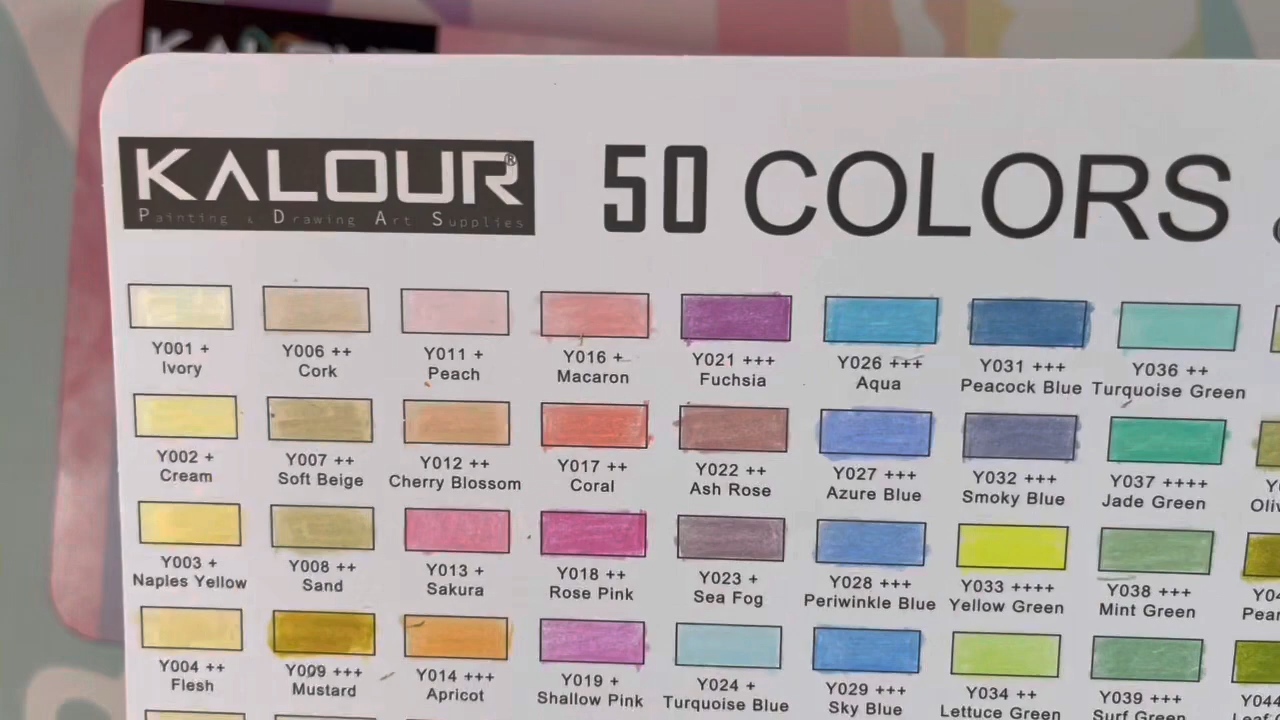 KALOUR®
Painting & Drawing Art Supplies
50 COLORS
Y001 +
Ivory
Y006 ++
Cork
Y011 +
Peach
Y016 +
Macaron
Y021 +++
Fuchsia
Y026 +++
Aqua
Y031 +++
Peacock Blue
Y036 ++
Turquoise Green
Y002 +
Cream
Y007 ++
Soft Beige
Y012 ++
Cherry Blossom
Y017 ++
Coral
Y022 ++
Ash Rose
Y027 +++
Azure Blue
Y032 +++
Smoky Blue
Y037 ++++
Jade Green
Y003 +
Naples Yellow
Y008 ++
Sand
Y013 +
Sakura
Y018 ++
Rose Pink
Y023 +
Sea Fog
Y028 +++
Periwinkle Blue
Y033 ++++
Yellow Green
Y038 +++
Mint Green
Y004 ++
Flesh
Y009 +++
Mustard
Y014 +++
Apricot
Y019 +
Shallow Pink
Y024 +
Turquoise Blue
Y029 +++
Sky Blue
Y034 ++
Lettuce Green
Y039 +++
Surf Green
Y044